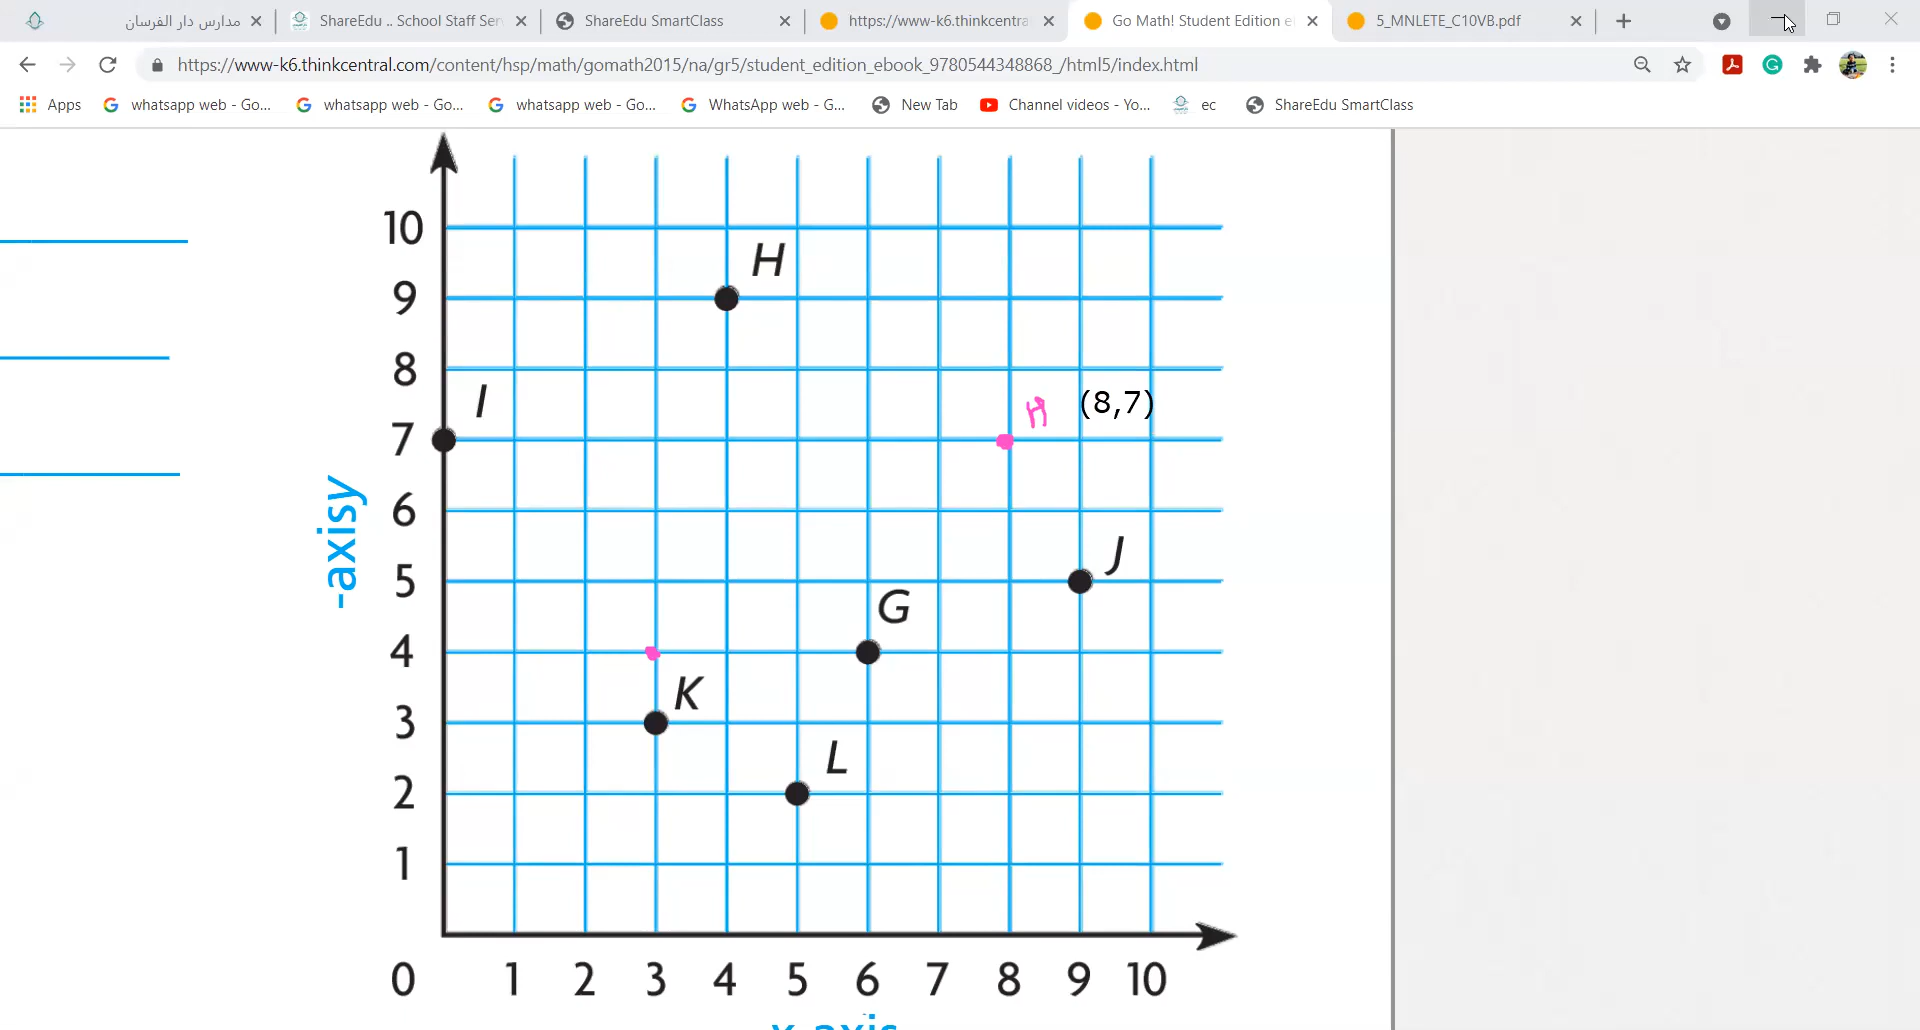 مدارس دار الفرسان
ShareEdu .. School Staff Ser
ShareEdu SmartClass
https://www-k6.thinkcentra
Go Math! Student Edition e
5_MNLETE_C10VB.pdf
https://www-k6.thinkcentral.com/content/hsp/math/gomath2015/na/gr5/student_edition_ebook_9780544348868_/html5/index.html
Apps
whatsapp web - Go...
whatsapp web - Go...
whatsapp web - Go...
WhatsApp web - G...
New Tab
Channel videos - Yo...
ec
ShareEdu SmartClass
10
H
9
8
I
H (8,7)
7
-axisy
6
J
5
G
4
K
3
L
2
1
0 1 2 3 4 5 6 7 8 9 10
x-axis